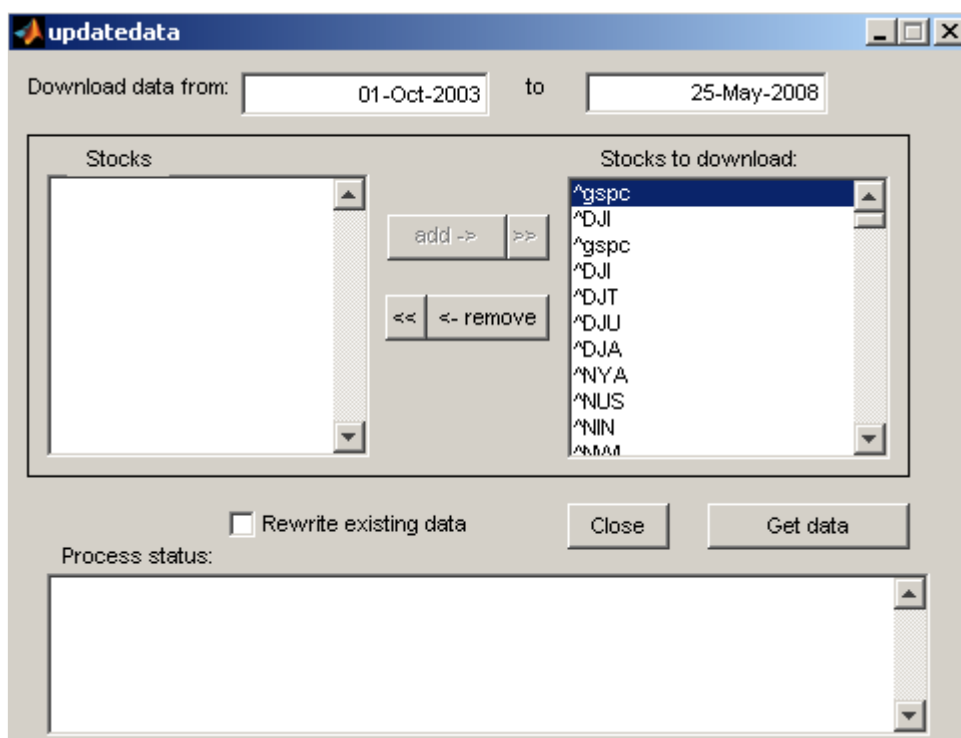 updatedata
Download data from: 01-Oct-2003 to 25-May-2008
Stocks
Stocks to download:
^gspc
^DJI
^gspc
^DJI
^DJT
^DJU
^DJA
^NYA
^NUS
^NIN
add -> >>
<< <- remove
Rewrite existing data
Close
Get data
Process status: